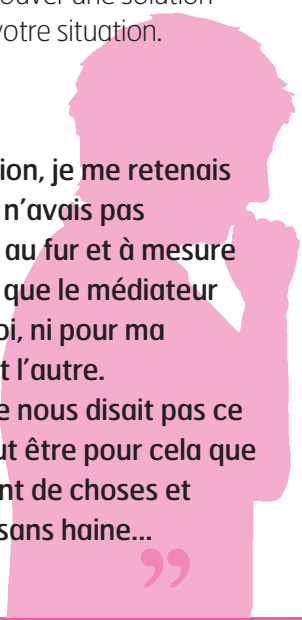 ouver une solution
votre situation.
ion, je me retenais
n'avais pas
au fur et à mesure
que le médiateur
oi, ni pour ma
t l'autre.
e nous disait pas ce
ut être pour cela que
nt de choses et
sans haine...
”